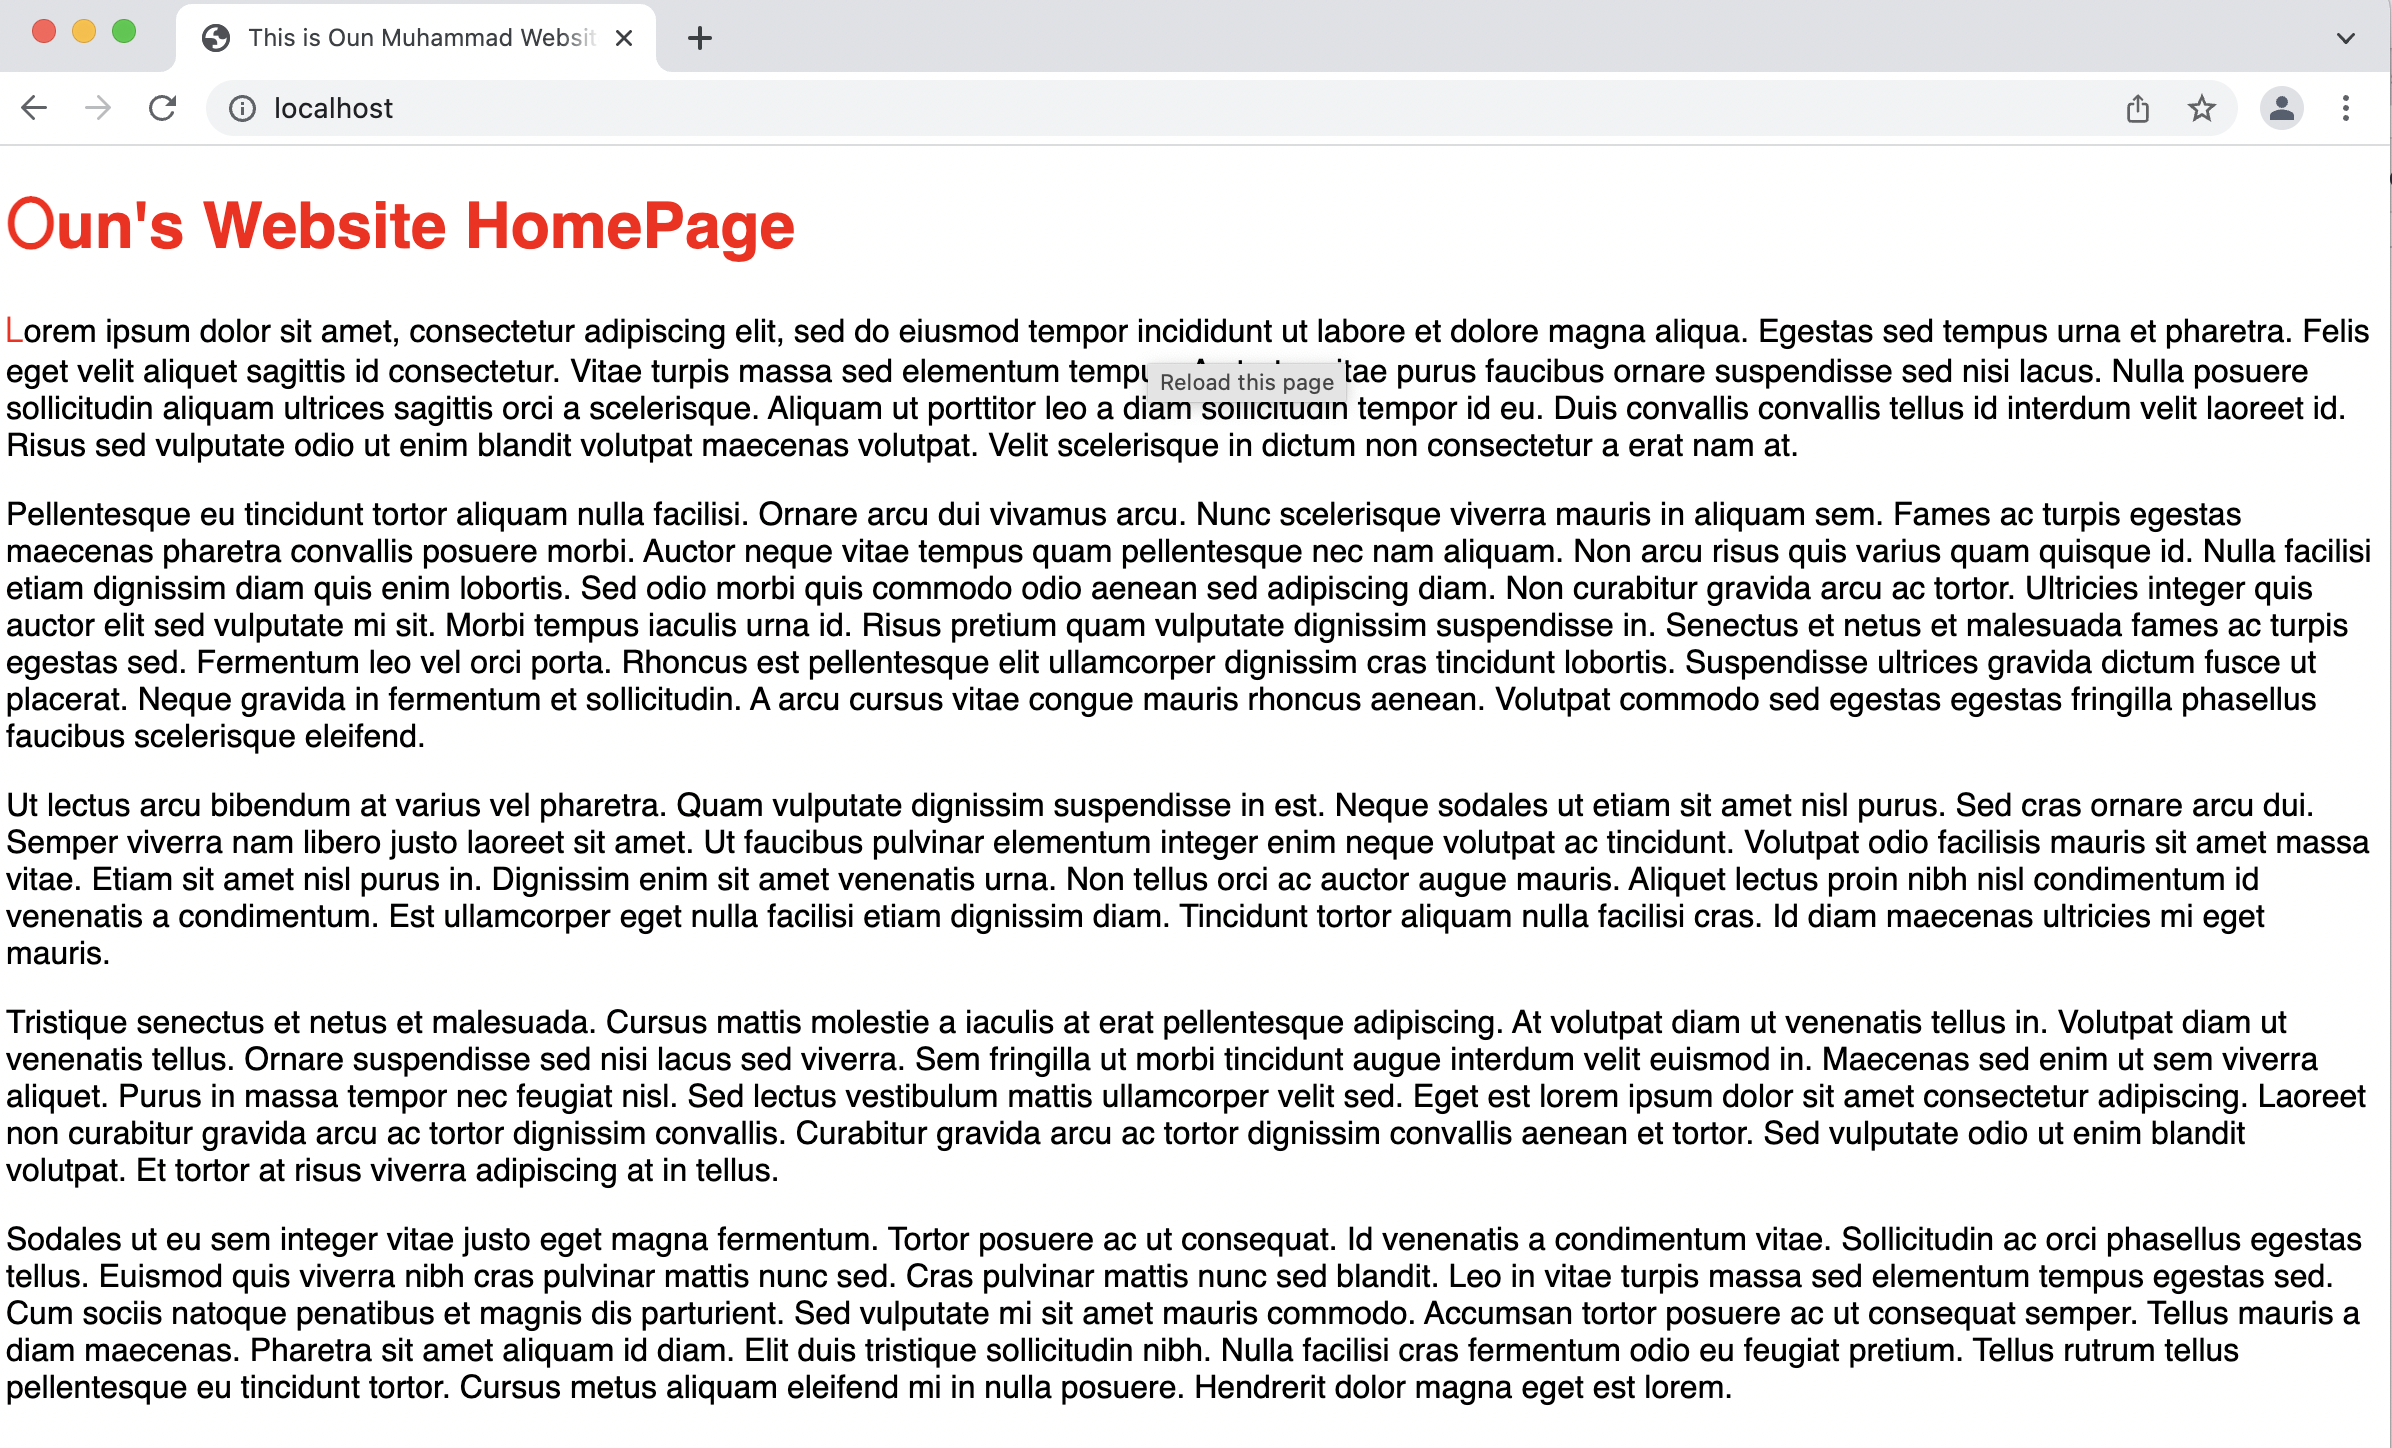 This is Oun Muhammad Websit
localhost
Oun's Website HomePage
Lorem ipsum dolor sit amet, consectetur adipiscing elit, sed do eiusmod tempor incididunt ut labore et dolore magna aliqua. Egestas sed tempus urna et pharetra. Felis
eget velit aliquet sagittis id consectetur. Vitae turpis massa sed elementum tempus purus faucibus ornare suspendisse sed nisi lacus. Nulla posuere
Reload this page
sollicitudin aliquam ultrices sagittis orci a scelerisque. Aliquam ut porttitor leo a diam sollicitudin tempor id eu. Duis convallis convallis tellus id interdum velit laoreet id.
Risus sed vulputate odio ut enim blandit volutpat maecenas volutpat. Velit scelerisque in dictum non consectetur a erat nam at.
Pellentesque eu tincidunt tortor aliquam nulla facilisi. Ornare arcu dui vivamus arcu. Nunc scelerisque viverra mauris in aliquam sem. Fames ac turpis egestas
maecenas pharetra convallis posuere morbi. Auctor neque vitae tempus quam pellentesque nec nam aliquam. Non arcu risus quis varius quam quisque id. Nulla facilisi
etiam dignissim diam quis enim lobortis. Sed odio morbi quis commodo odio aenean sed adipiscing diam. Non curabitur gravida arcu ac tortor. Ultricies integer quis
auctor elit sed vulputate mi sit. Morbi tempus iaculis urna id. Risus pretium quam vulputate dignissim suspendisse in. Senectus et netus et malesuada fames ac turpis
egestas sed. Fermentum leo vel orci porta. Rhoncus est pellentesque elit ullamcorper dignissim cras tincidunt lobortis. Suspendisse ultrices gravida dictum fusce ut
placerat. Neque gravida in fermentum et sollicitudin. A arcu cursus vitae congue mauris rhoncus aenean. Volutpat commodo sed egestas egestas fringilla phasellus
faucibus scelerisque eleifend.
Ut lectus arcu bibendum at varius vel pharetra. Quam vulputate dignissim suspendisse in est. Neque sodales ut etiam sit amet nisl purus. Sed cras ornare arcu dui.
Semper viverra nam libero justo laoreet sit amet. Ut faucibus pulvinar elementum integer enim neque volutpat ac tincidunt. Volutpat odio facilisis mauris sit amet massa
vitae. Etiam sit amet nisl purus in. Dignissim enim sit amet venenatis urna. Non tellus orci ac auctor augue mauris. Aliquet lectus proin nibh nisl condimentum id
venenatis a condimentum. Est ullamcorper eget nulla facilisi etiam dignissim diam. Tincidunt tortor aliquam nulla facilisi cras. Id diam maecenas ultricies mi eget
mauris.
Tristique senectus et netus et malesuada. Cursus mattis molestie a iaculis at erat pellentesque adipiscing. At volutpat diam ut venenatis tellus in. Volutpat diam ut
venenatis tellus. Ornare suspendisse sed nisi lacus sed viverra. Sem fringilla ut morbi tincidunt augue interdum velit euismod in. Maecenas sed enim ut sem viverra
aliquet. Purus in massa tempor nec feugiat nisl. Sed lectus vestibulum mattis ullamcorper velit sed. Eget est lorem ipsum dolor sit amet consectetur adipiscing. Laoreet
non curabitur gravida arcu ac tortor dignissim convallis. Curabitur gravida arcu ac tortor dignissim convallis aenean et tortor. Sed vulputate odio ut enim blandit
volutpat. Et tortor at risus viverra adipiscing at in tellus.
Sodales ut eu sem integer vitae justo eget magna fermentum. Tortor posuere ac ut consequat. Id venenatis a condimentum vitae. Sollicitudin ac orci phasellus egestas
tellus. Euismod quis viverra nibh cras pulvinar mattis nunc sed. Cras pulvinar mattis nunc sed blandit. Leo in vitae turpis massa sed elementum tempus egestas sed.
Cum sociis natoque penatibus et magnis dis parturient. Sed vulputate mi sit amet mauris commodo. Accumsan tortor posuere ac ut consequat semper. Tellus mauris a
diam maecenas. Pharetra sit amet aliquam id diam. Elit duis tristique sollicitudin nibh. Nulla facilisi cras fermentum odio eu feugiat pretium. Tellus rutrum tellus
pellentesque eu tincidunt tortor. Cursus metus aliquam eleifend mi in nulla posuere. Hendrerit dolor magna eget est lorem.